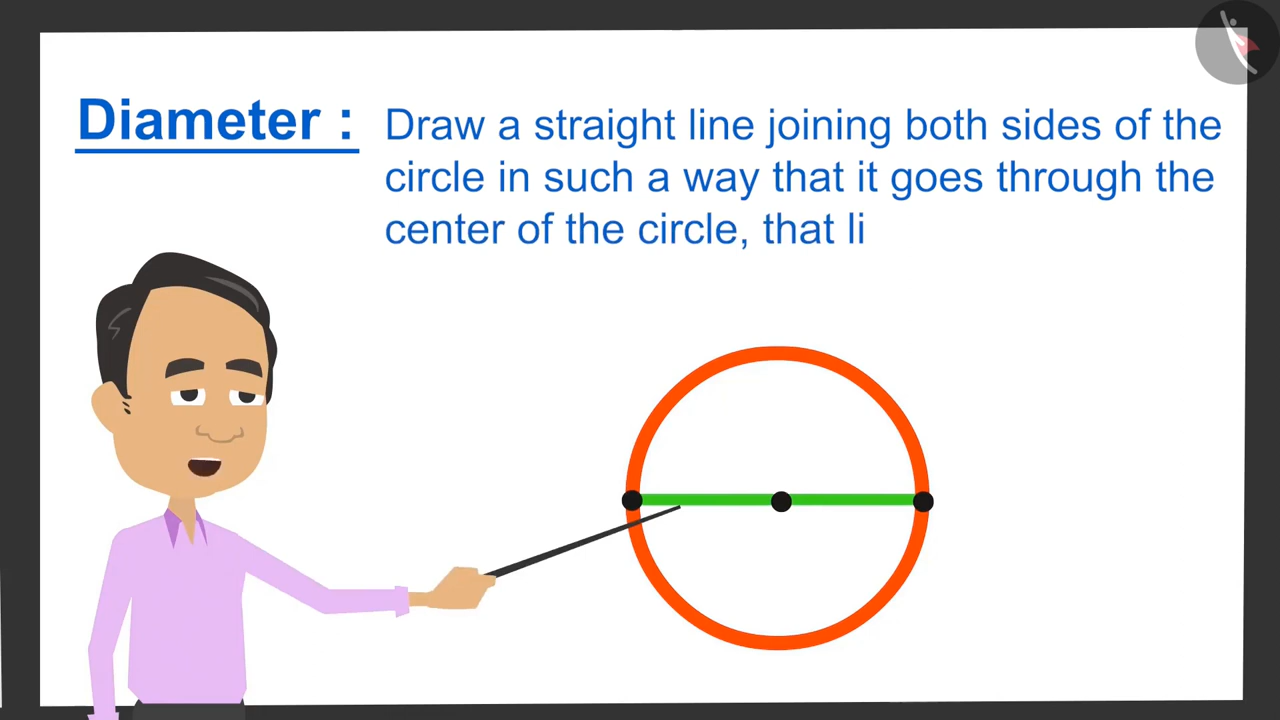 Diameter :
Draw a straight line joining both sides of the
circle in such a way that it goes through the
center of the circle, that li